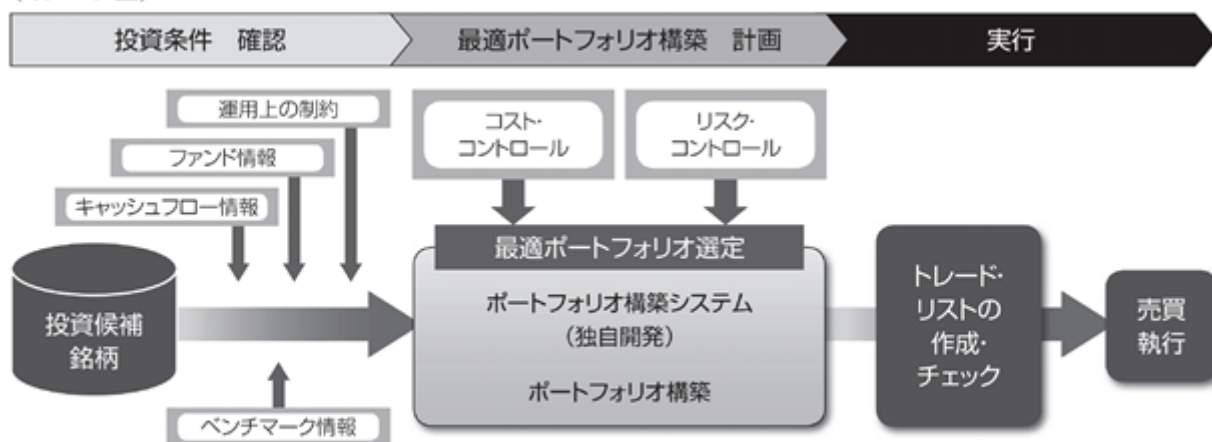 投資条件　確認
最適ポートフォリオ構築　計画
実行
運用上の制約
ファンド情報
キャッシュフロー情報
コスト・
コントロール
リスク・
コントロール
投資候補
銘柄
ベンチマーク情報
最適ポートフォリオ選定
ポートフォリオ構築システム
（独自開発）
ポートフォリオ構築
トレード・
リストの
作成・
チェック
売買
執行